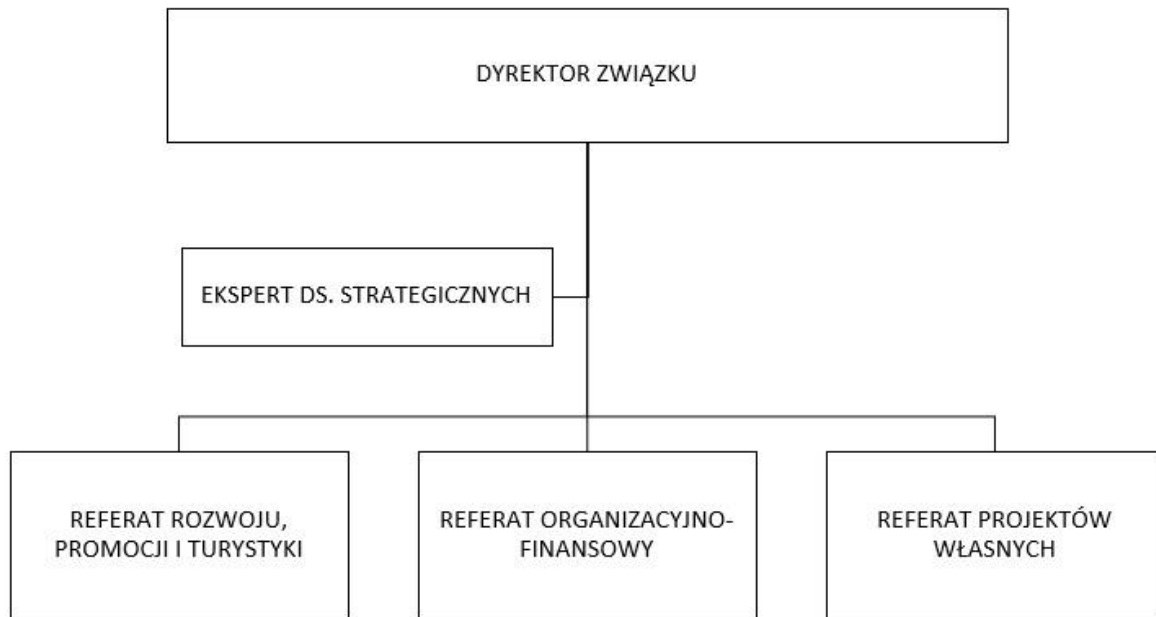 DYREKTOR ZWIĄZKU
EKSPERT DS. STRATEGICZNYCH
REFERAT ROZWOJU,
PROMOCJI I TURYSTYKI
REFERAT ORGANIZACYJNO-
FINANSOWY
REFERAT PROJEKTÓW
WŁASNYCH